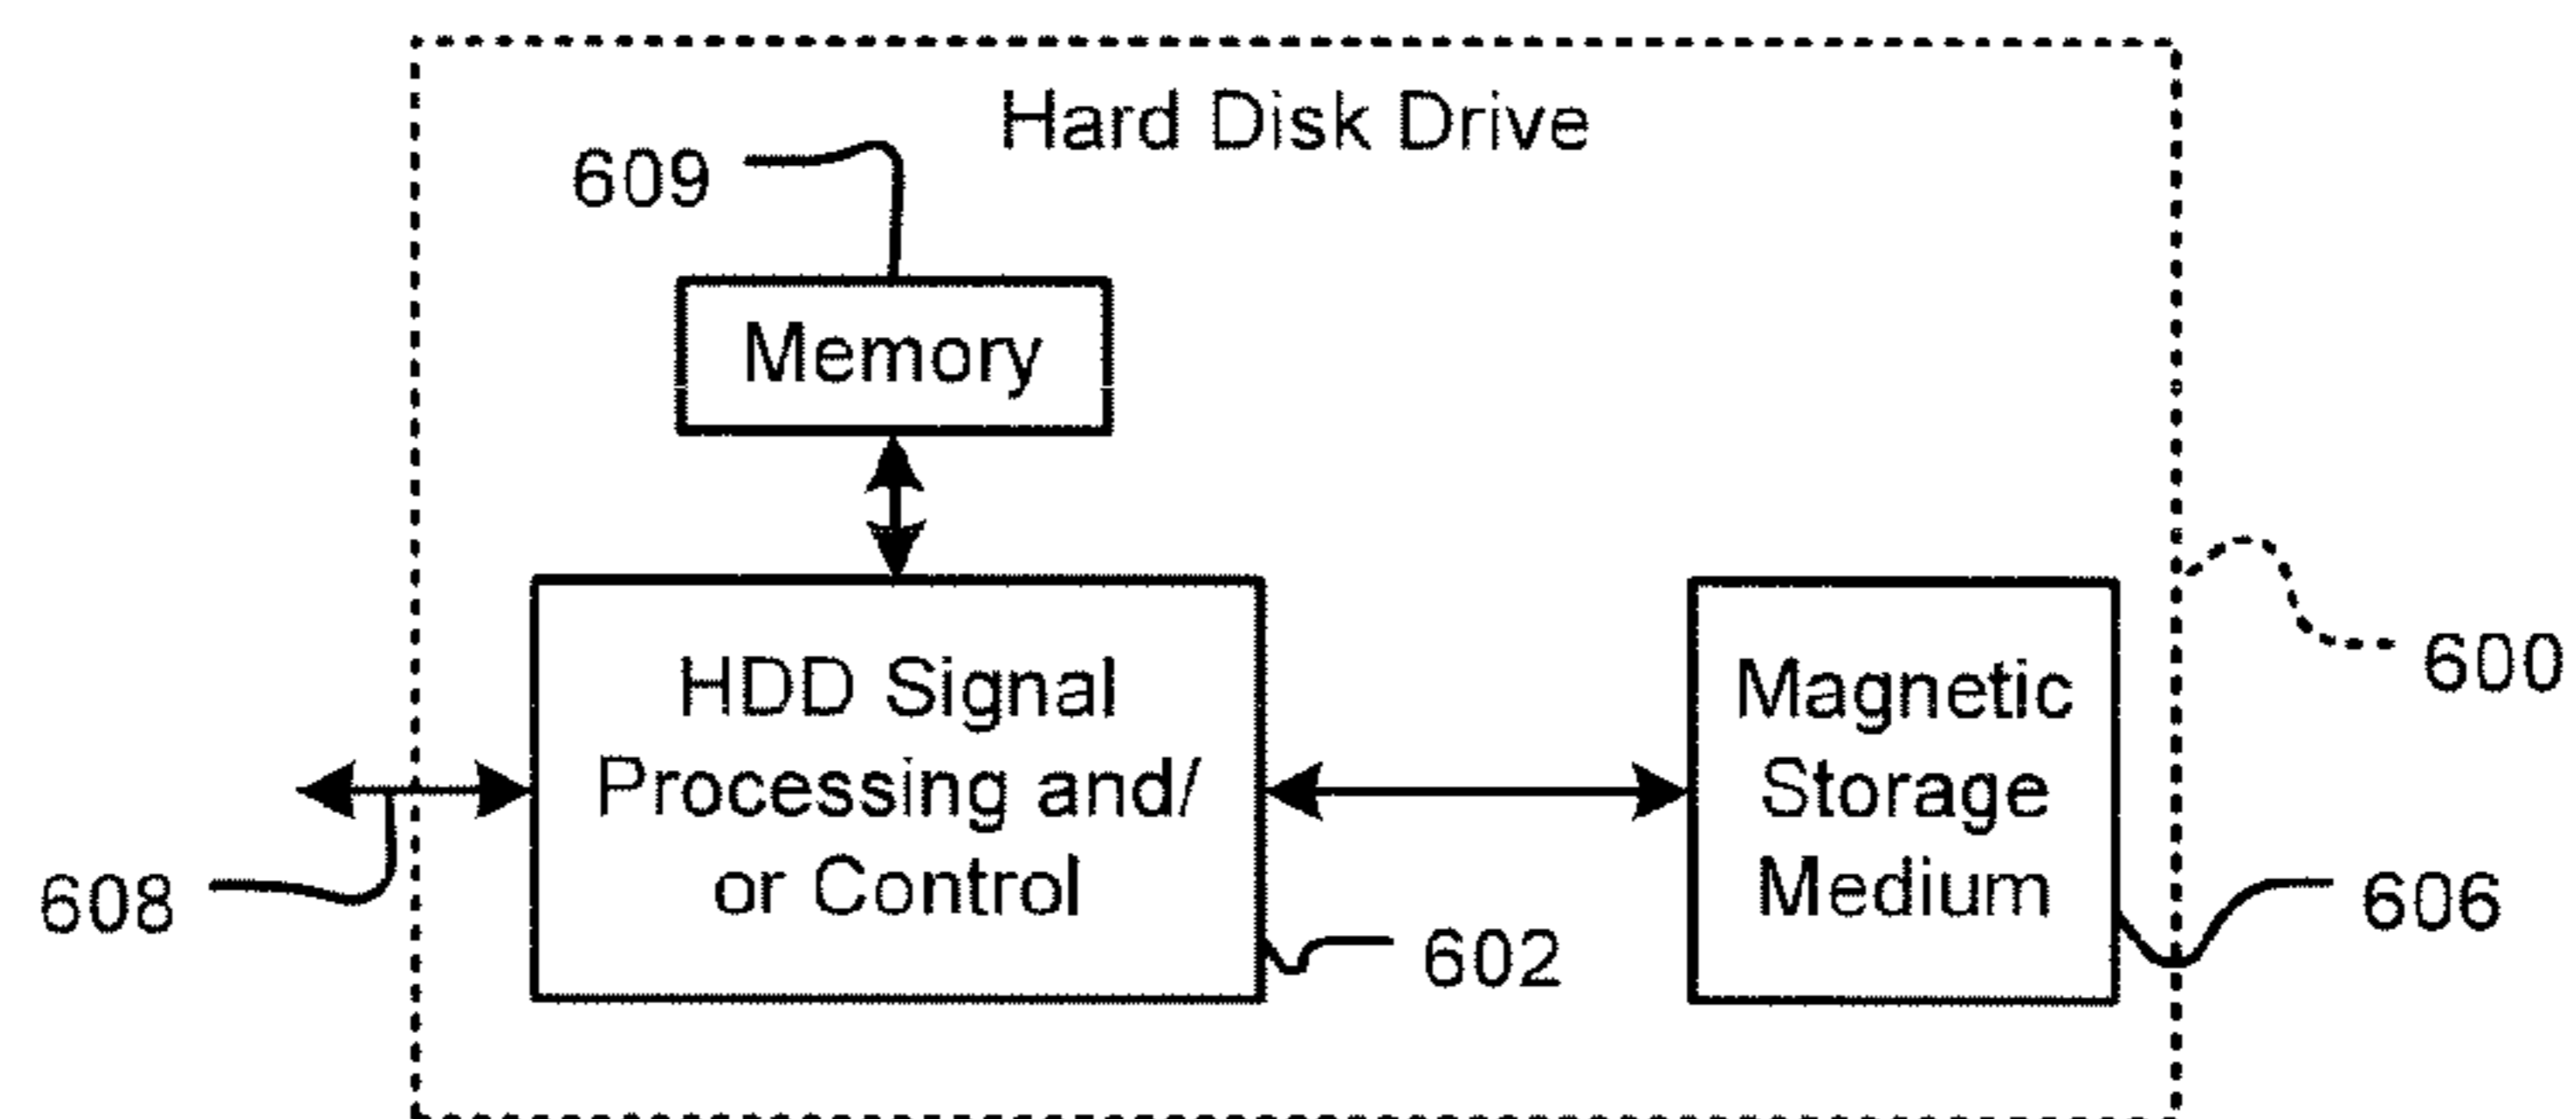 Hard Disk Drive
609
Memory
HDD Signal
Processing and/
or Control
Magnetic
Storage
Medium
600
608
602
606